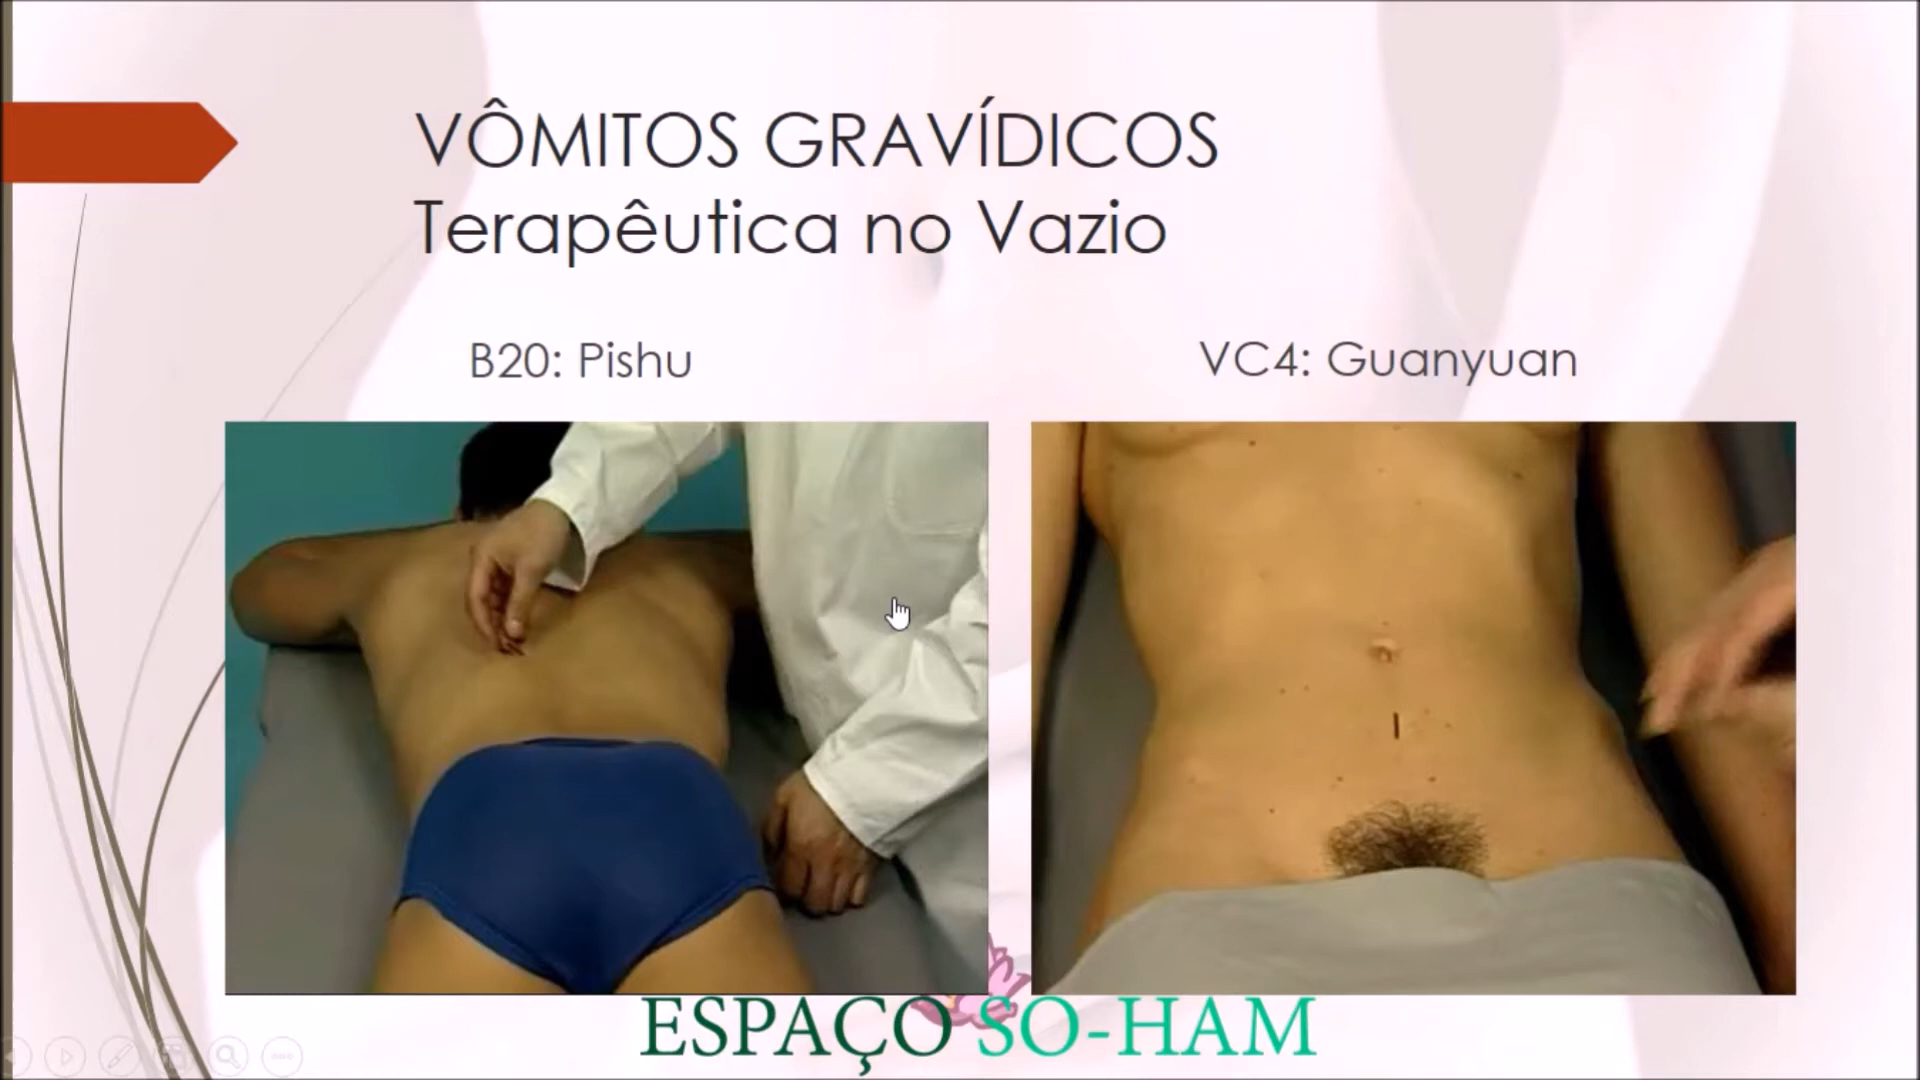 VÔMITOS GRAVÍDICOS
Terapêutica no Vazio
B20: Pishu
VC4: Guanyuan
ESPAÇO SO-HAM